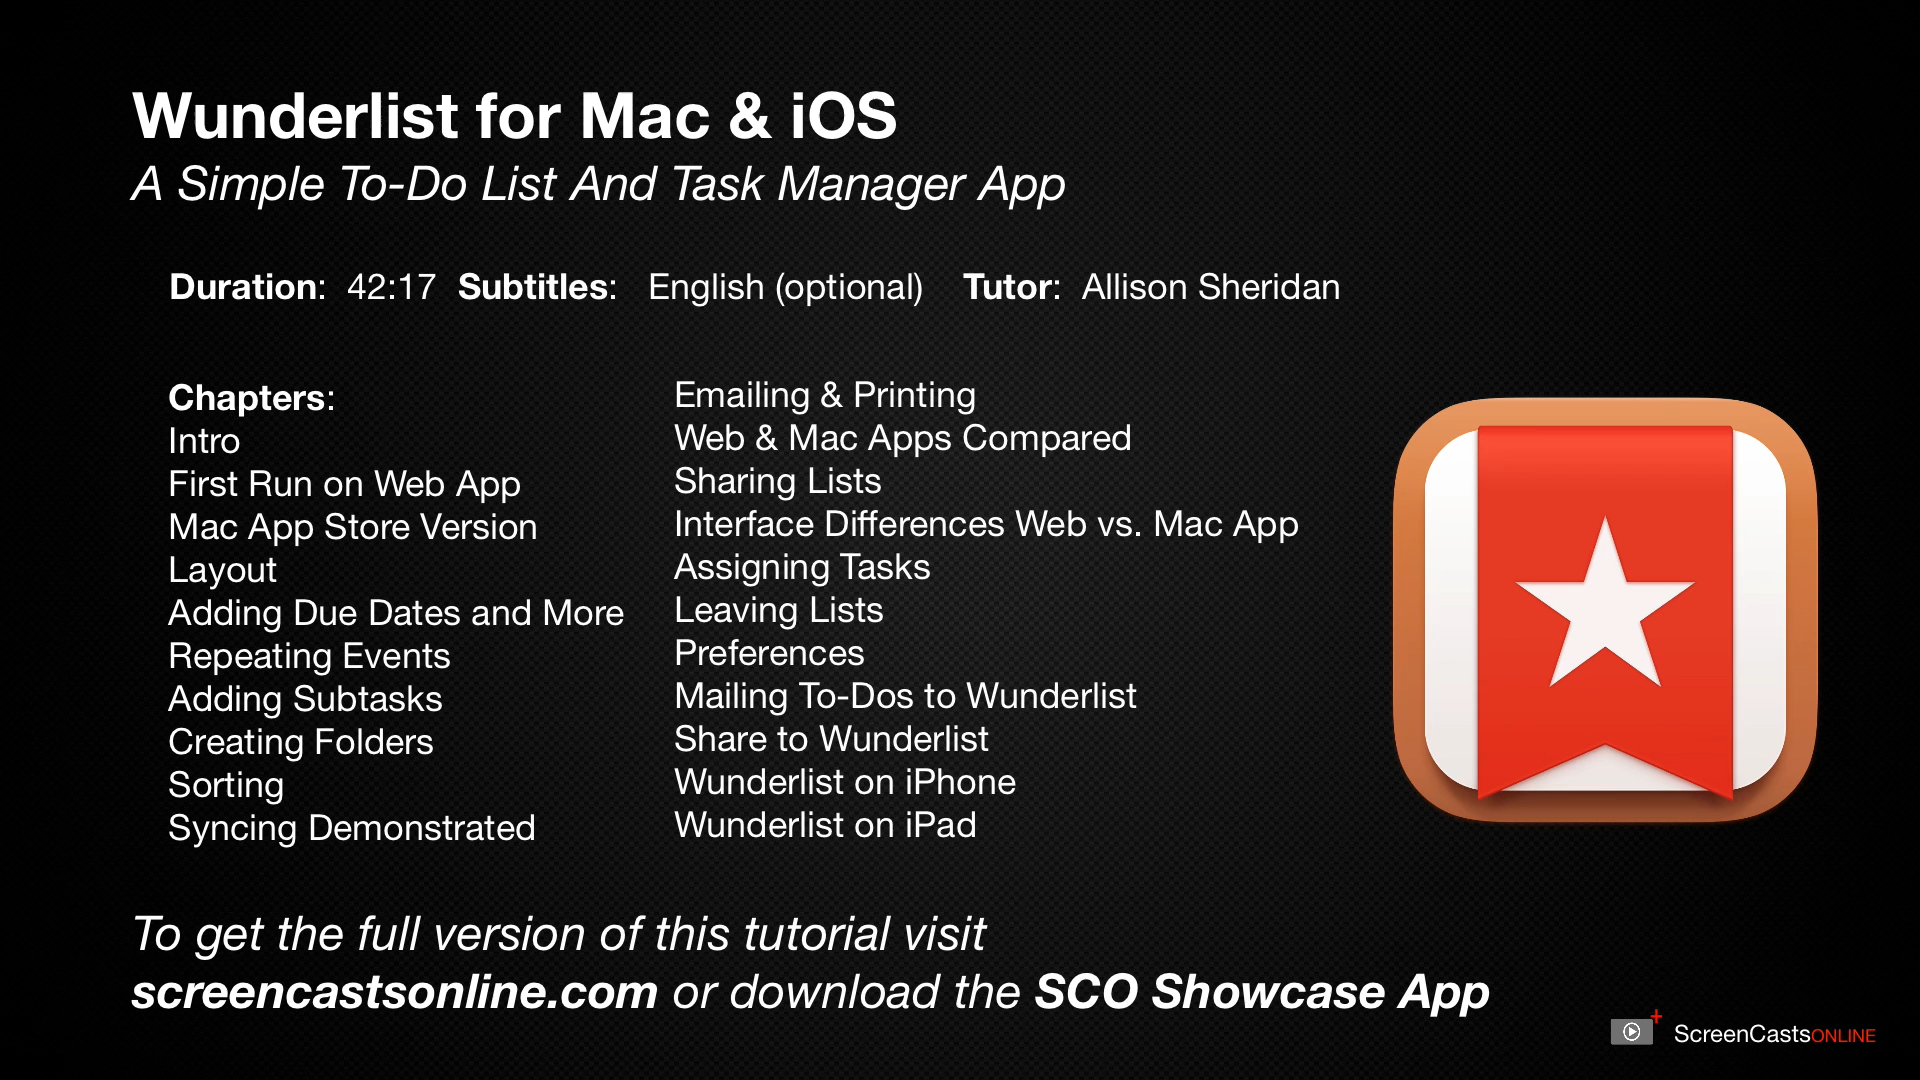 Wunderlist for Mac & iOS
A Simple To-Do List And Task Manager App
Duration: 42:17 Subtitles: English (optional) Tutor: Allison Sheridan
Chapters:
Intro
First Run on Web App
Mac App Store Version
Layout
Adding Due Dates and More
Repeating Events
Adding Subtasks
Creating Folders
Sorting
Syncing Demonstrated
Emailing & Printing
Web & Mac Apps Compared
Sharing Lists
Interface Differences Web vs. Mac App
Assigning Tasks
Leaving Lists
Preferences
Mailing To-Dos to Wunderlist
Share to Wunderlist
Wunderlist on iPhone
Wunderlist on iPad
To get the full version of this tutorial visit
screencastsonline.com or download the SCO Showcase App
ScreenCastsONLINE